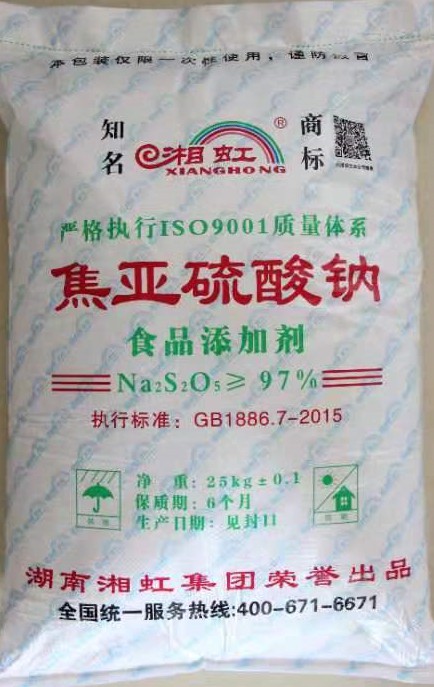 本包装仅限一次性使用，谨防假冒
知名
湘虹®
XIANGHONG
商标
严格执行ISO9001质量体系
焦亚硫酸钠
食品添加剂
Na₂S₂O₅≥97%
执行标准：GB1886.7-2015
净 重：25kg±0.1
保质期：6个月
生产日期：见封口
湖南湘虹集团荣誉出品
全国统一服务热线:400-671-6671